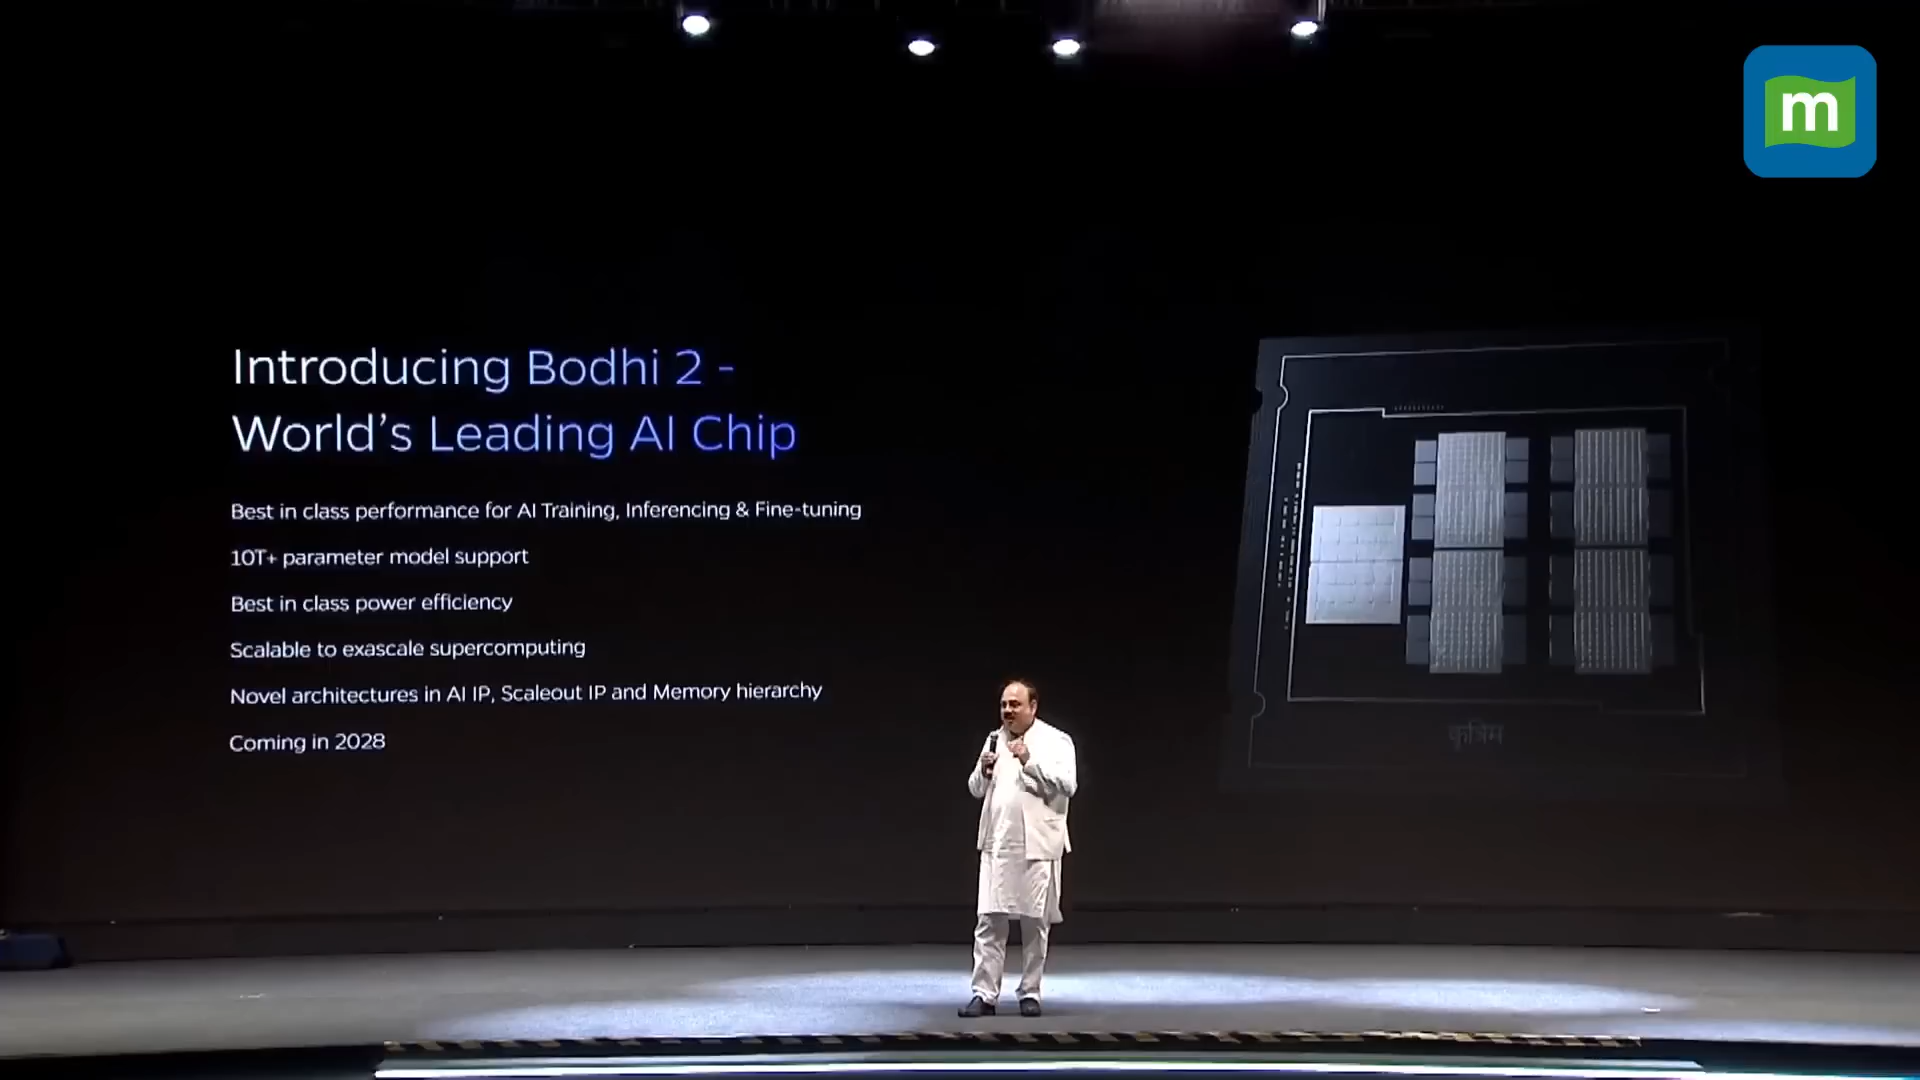 m
Introducing Bodhi 2 -
World's Leading AI Chip
Best in class performance for AI Training, Inferencing & Fine-tuning
10T+ parameter model support
Best in class power efficiency
Scalable to exascale supercomputing
Novel architectures in AI IP, Scaleout IP and Memory hierarchy
Coming in 2028
कृत्रिम